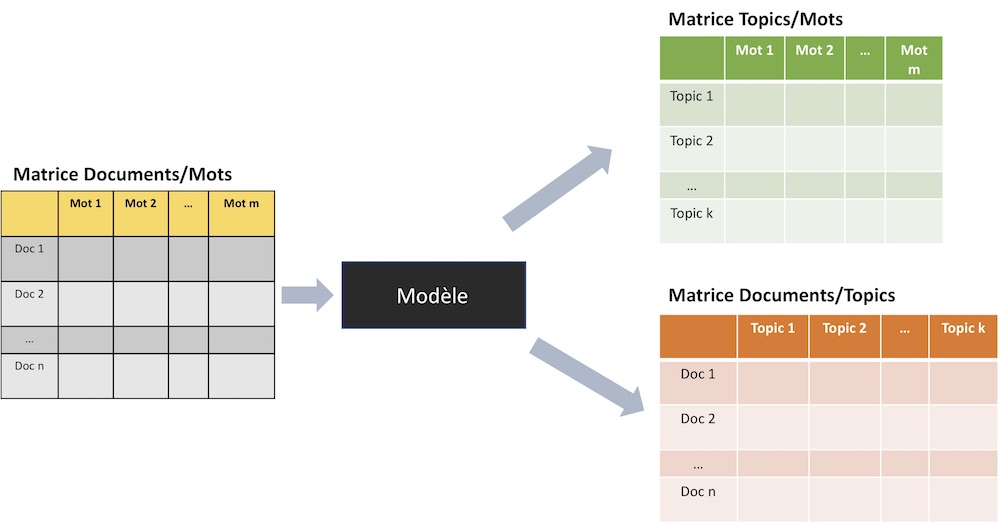 Matrice Documents/Mots
Mot 1 Mot 2 … Mot m
Doc 1
Doc 2
…
Doc n
Modèle
Matrice Topics/Mots
Mot 1 Mot 2 … Mot
m
Topic 1
Topic 2
…
Topic k
Matrice Documents/Topics
Topic 1 Topic 2 … Topic k
Doc 1
Doc 2
…
Doc n